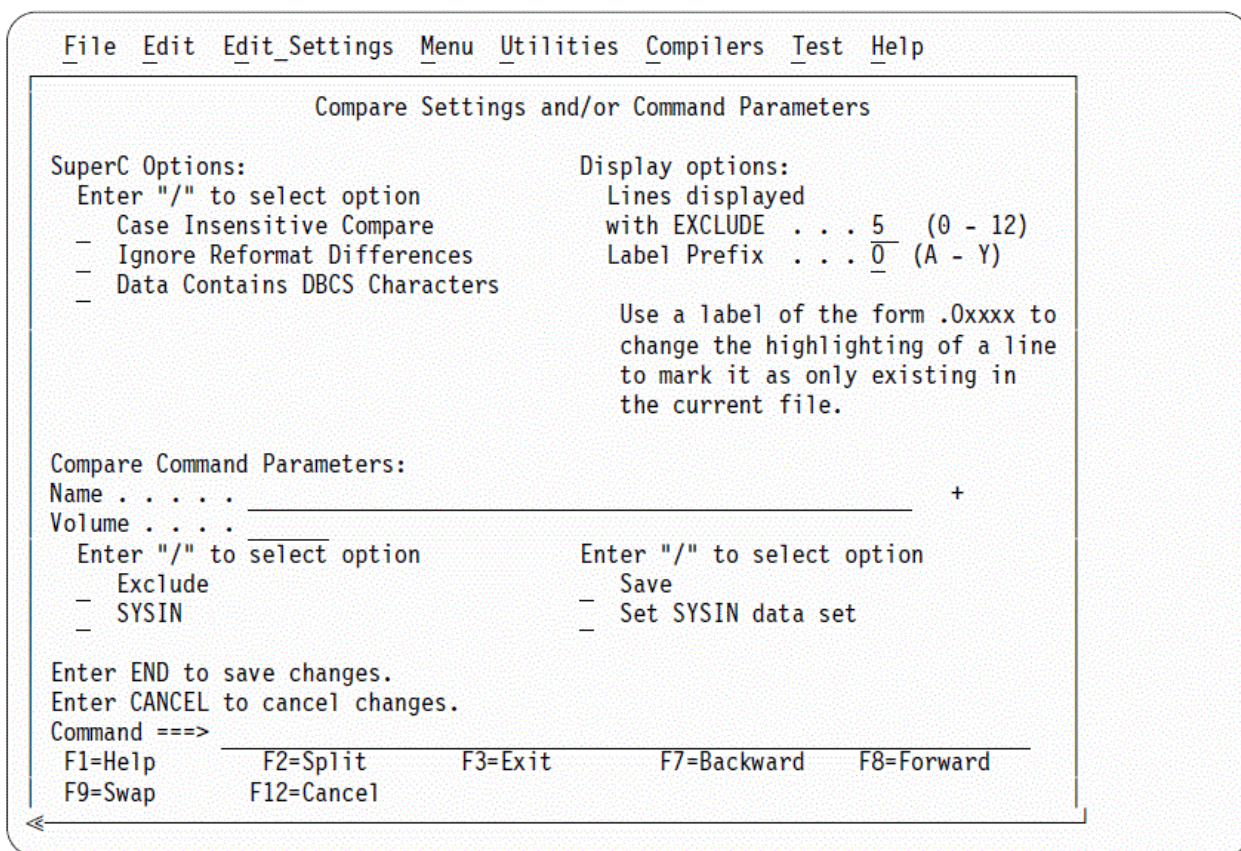 File Edit Edit_Settings Menu Utilities Compilers Test Help
Compare Settings and/or Command Parameters
SuperC Options: Display options:
Enter "/" to select option Lines displayed
_ Case Insensitive Compare with EXCLUDE . . . 5 (0 - 12)
_ Ignore Reformat Differences Label Prefix . . . O (A - Y)
_ Data Contains DBCS Characters
Use a label of the form .Oxxxx to
change the highlighting of a line
to mark it as only existing in
the current file.
Compare Command Parameters:
Name . . . . . +
Volume . . . .
Enter "/" to select option Enter "/" to select option
_ Exclude _ Save
_ SYSIN _ Set SYSIN data set
Enter END to save changes.
Enter CANCEL to cancel changes.
Command ===>
F1=Help F2=Split F3=Exit F7=Backward F8=Forward
F9=Swap F12=Cancel